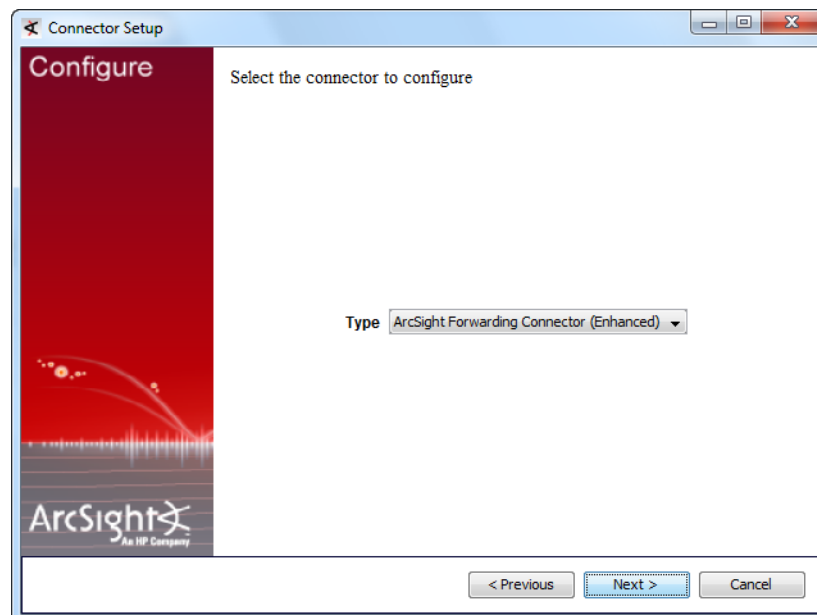 Connector Setup
Configure
Select the connector to configure
Type ArcSight Forwarding Connector (Enhanced)
ArcSight
An HP Company
< Previous Next > Cancel